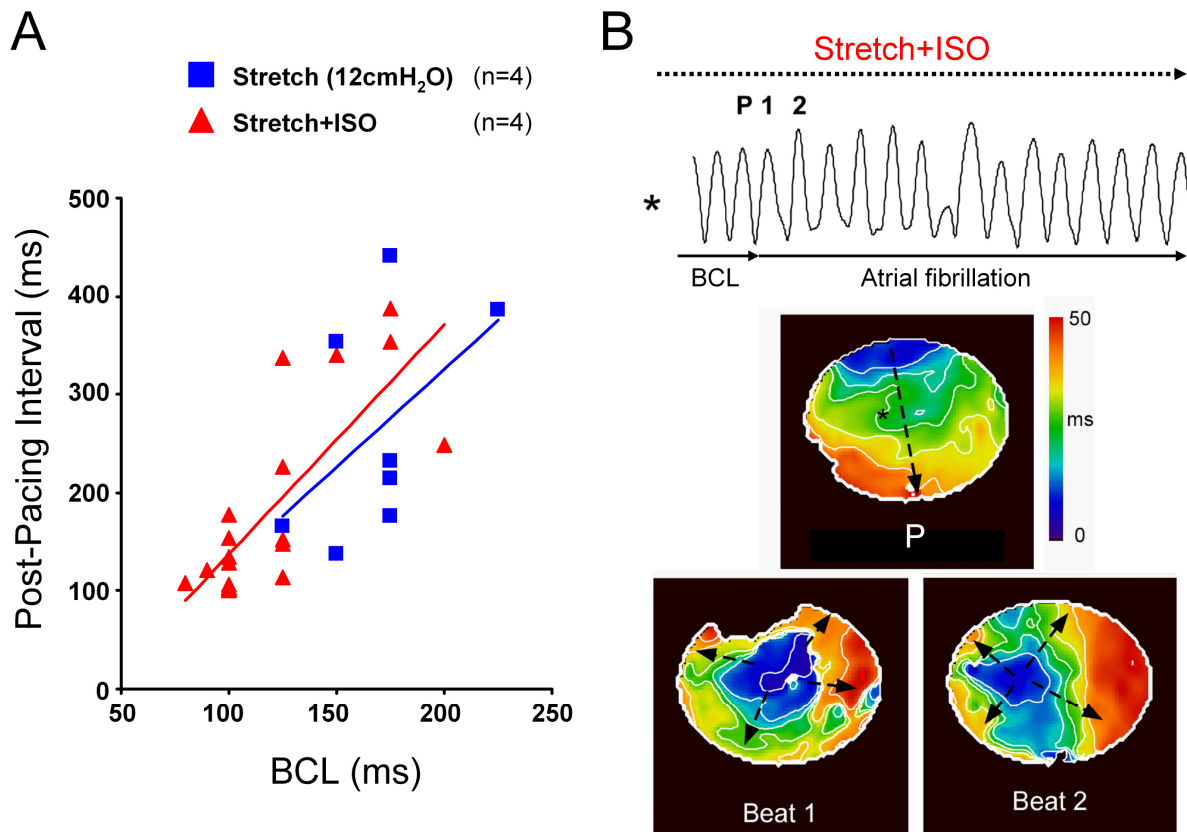 A
Stretch (12cmH₂O) (n=4)
Stretch+ISO (n=4)
Post-Pacing Interval (ms)
500
400
300
200
100
0
50 100 150 200 250
BCL (ms)
B
Stretch+ISO
P 1 2
*
BCL Atrial fibrillation
50
ms
0
*
P
Beat 1
Beat 2